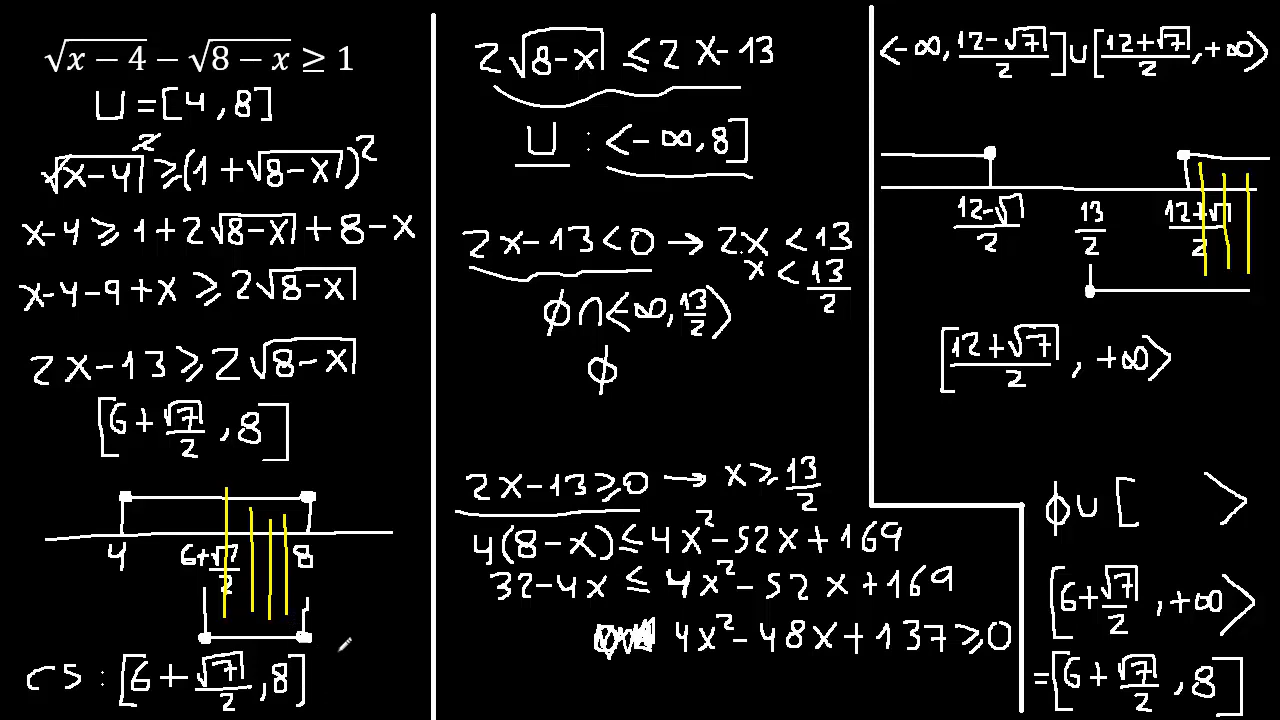 √(x−4) − √(8−x) ≥ 1
U = [4, 8]
√(x−4)² ≥ (1 + √(8−x))²
x−4 ≥ 1 + 2√(8−x) + 8−x
x−4−9+x ≥ 2√(8−x)
2x−13 ≥ 2√(8−x)
[6 + √7/2, 8]
4 6+√7/2 8
CS: [6 + √7/2, 8]
2√(8−x) ≤ 2x−13
U : <−∞, 8]
2x−13 < 0 → 2x < 13
x < 13/2
ϕ ∩ <−∞, 13/2>
ϕ
2x−13 ≥ 0 → x ≥ 13/2
4(8−x) ≤ 4x²−52x+169
32−4x ≤ 4x²−52x+169
4x²−48x+137 ≥ 0
<−∞, (12−√7)/2] ∪ [(12+√7)/2, +∞>
(12−√7)/2 13/2 (12+√7)/2
[(12+√7)/2, +∞>
ϕ ∪ [ >
[6+√7/2, +∞>
= [6+√7/2, 8]